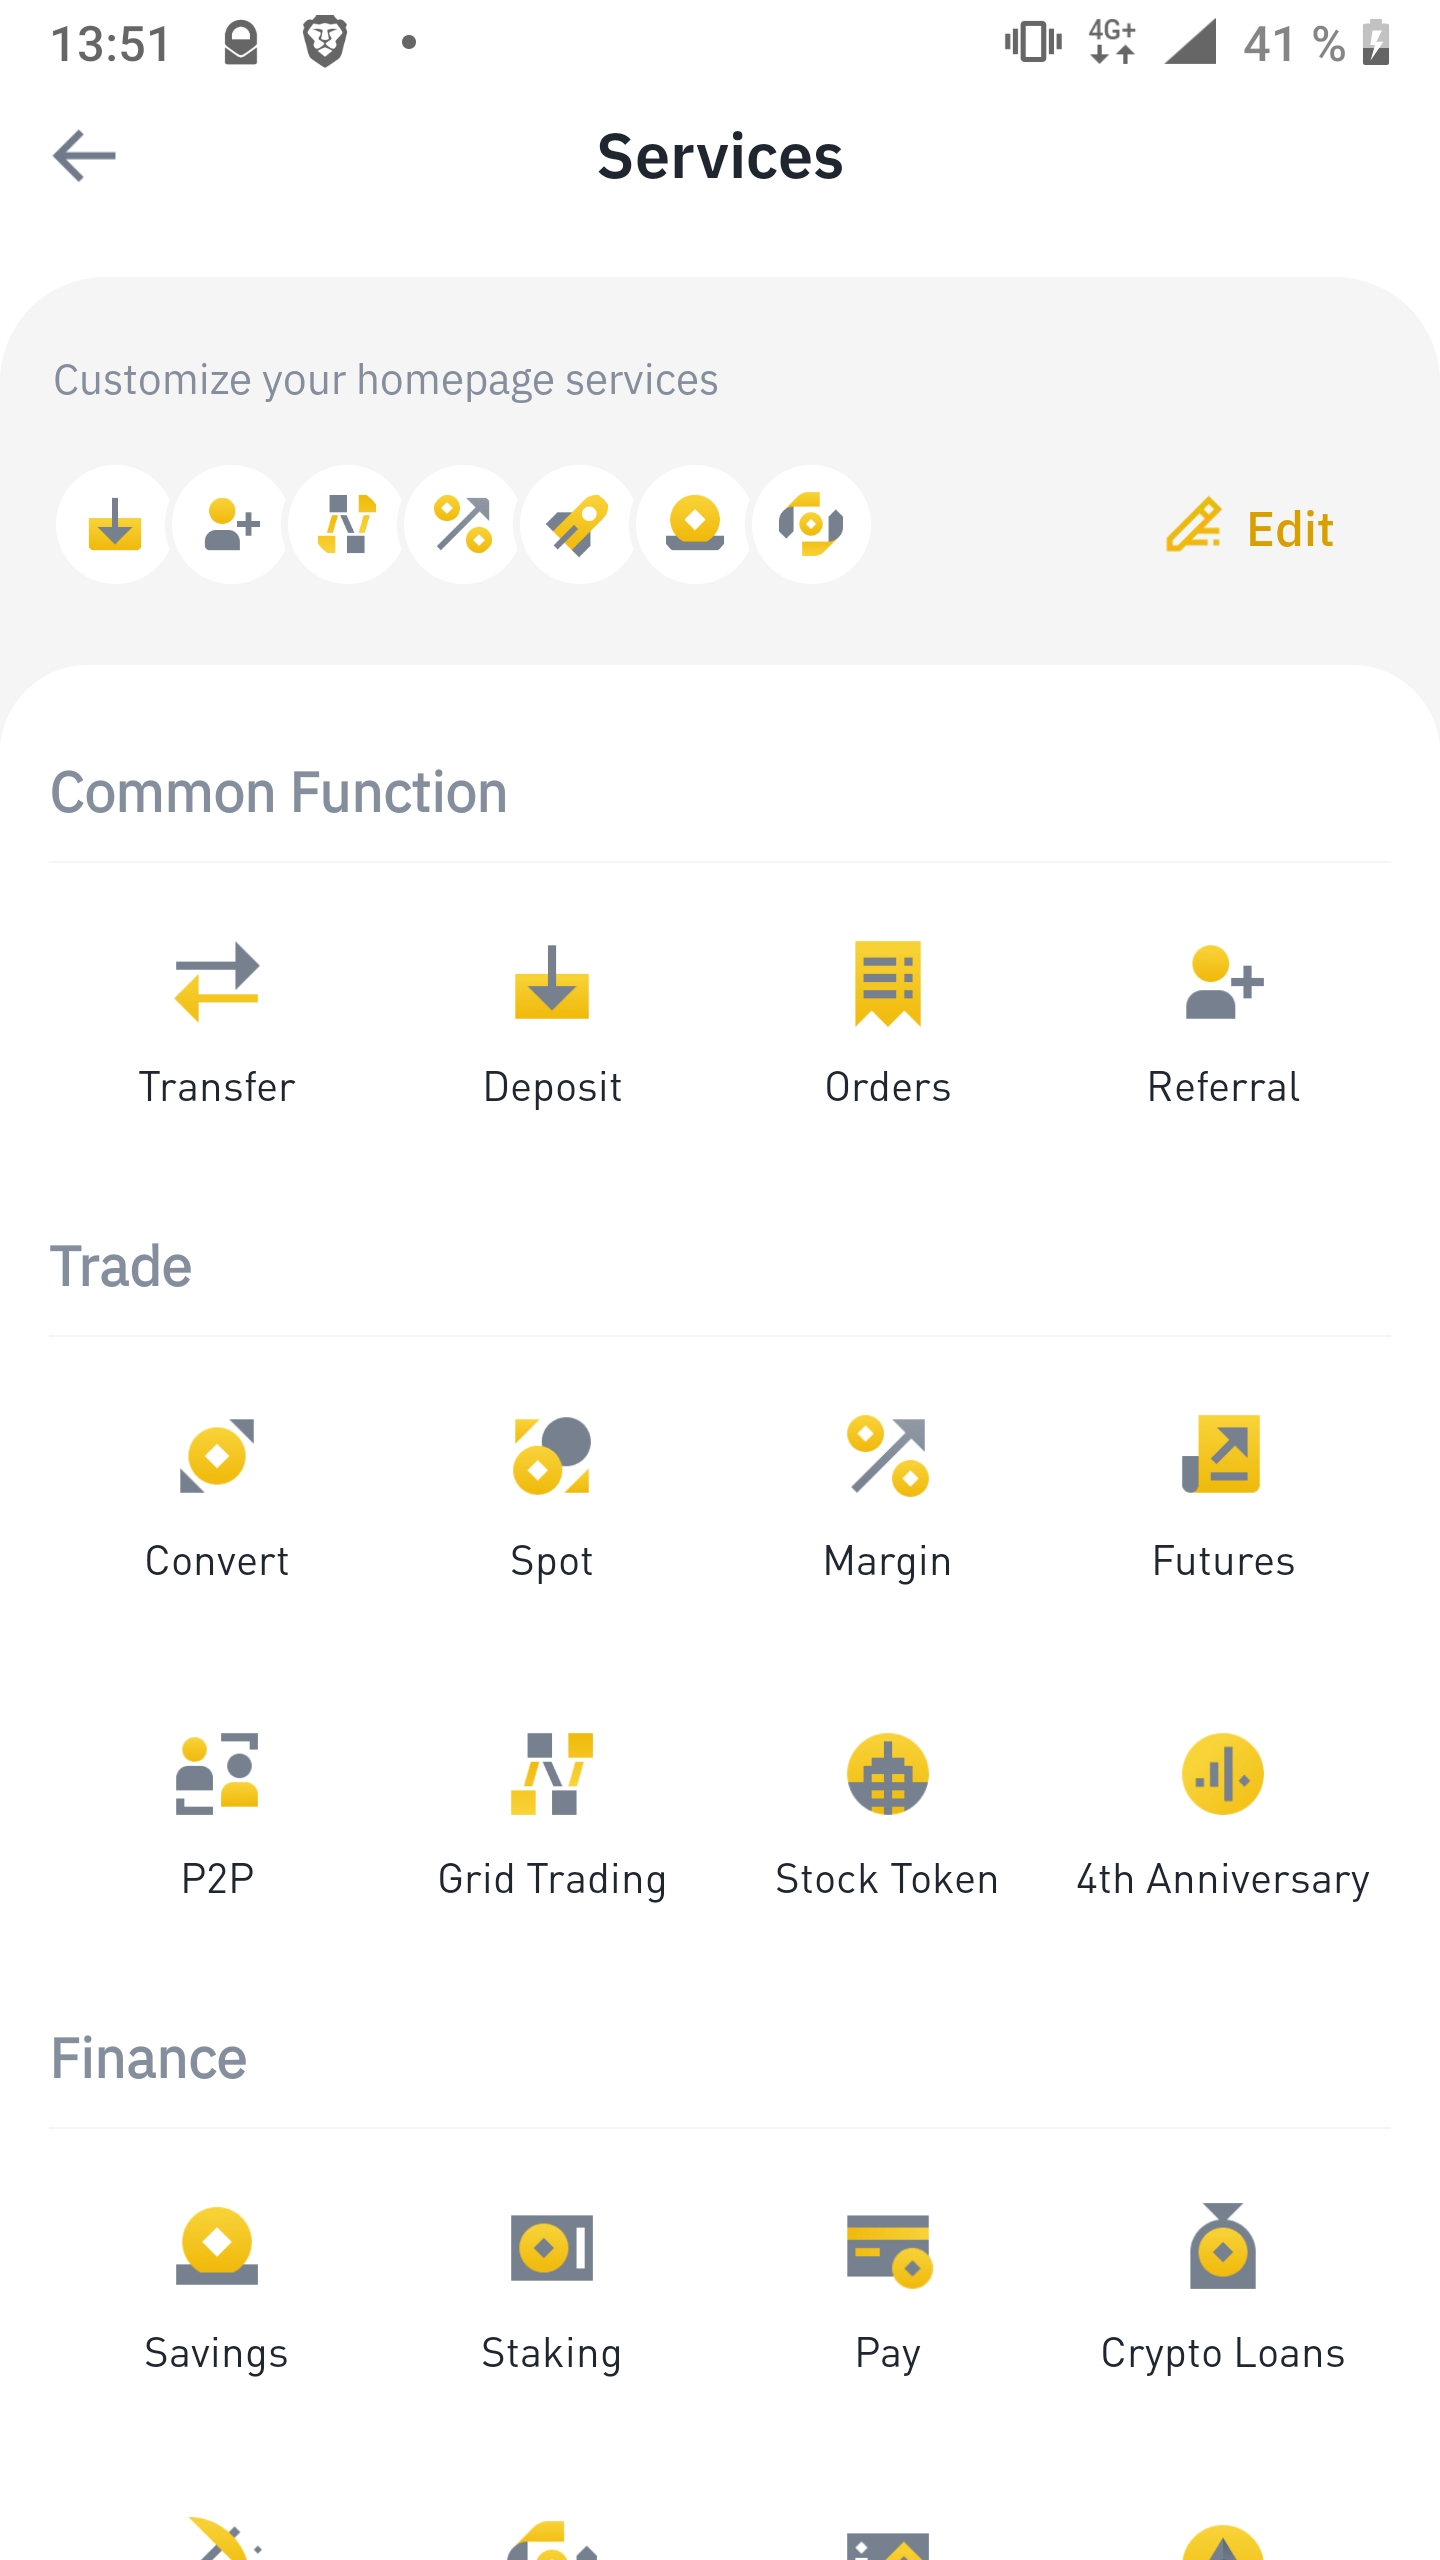 13:51 4G+ 41 %
Services
Customize your homepage services
Edit
Common Function
Transfer Deposit Orders Referral
Trade
Convert Spot Margin Futures
P2P Grid Trading Stock Token 4th Anniversary
Finance
Savings Staking Pay Crypto Loans